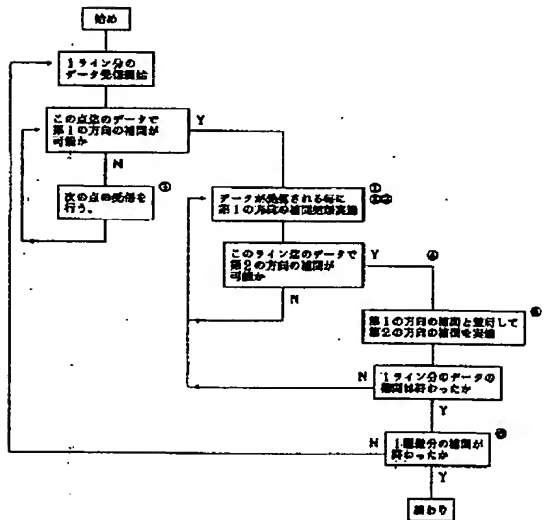 始め
1ライン分の
データ受信開始
この点迄のデータで
第1の方向の補間が
可能か
Y
N
次の点の受信を
行う。
データが受信される毎に
第1の方向の補間処理実施
①
このライン迄のデータで
第2の方向の補間が
可能か
Y
④
N
第1の方向の補間と並行して
第2の方向の補間を実施
N
1ライン分のデータの
補間は終わったか
Y
N
1画像分の補間が
終わったか
Y
終わり